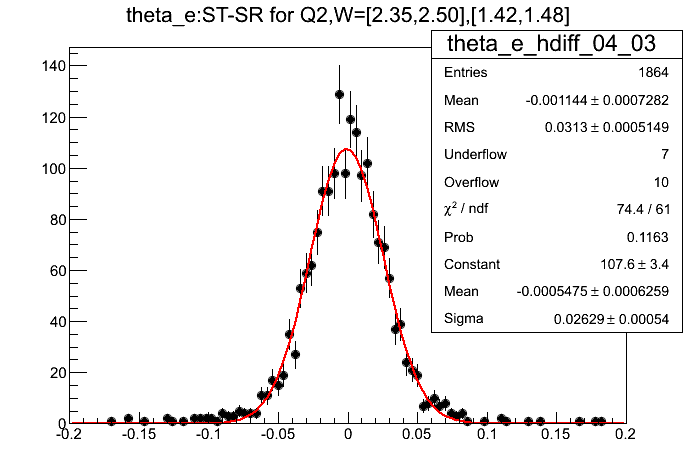 theta_e:ST-SR for Q2,W=[2.35,2.50],[1.42,1.48]
theta_e_hdiff_04_03
Entries 1864
Mean -0.001144 ± 0.0007282
RMS 0.0313 ± 0.0005149
Underflow 7
Overflow 10
χ² / ndf 74.4 / 61
Prob 0.1163
Constant 107.6 ± 3.4
Mean -0.0005475 ± 0.0006259
Sigma 0.02629 ± 0.00054
140
120
100
80
60
40
20
0
-0.2 -0.15 -0.1 -0.05 0 0.05 0.1 0.15 0.2